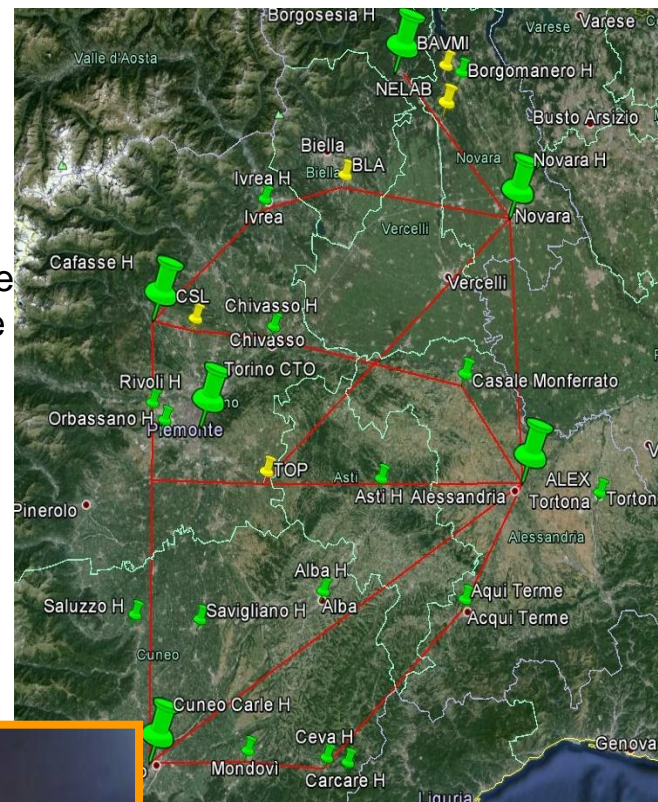 Borgosesia H
Varese
Varese C
Valle d'Aosta
BAVMI
Borgomanero H
NELAB
Busto Arsizio
Biella
Novara
Novara H
Biella BLA
Ivrea H
Ivrea
Novara
Vercelli
Cafasse H
Vercelli
e
CSL
Chivasso H
e
Chivasso
Rivoli H
Torino CTO
Casale Monferrato
Orbassano H
Piemonte
TOP
Asti
Asti H
Alessandria
ALEX
Tortona
Pinerolo
Alessandria
Alba H
Aqui Terme
Saluzzo H
Savigliano H
Alba
Acqui Terme
Cuneo
Cuneo Carle H
Ceva H
Genova
Mondovì
Carcare H
Liguria